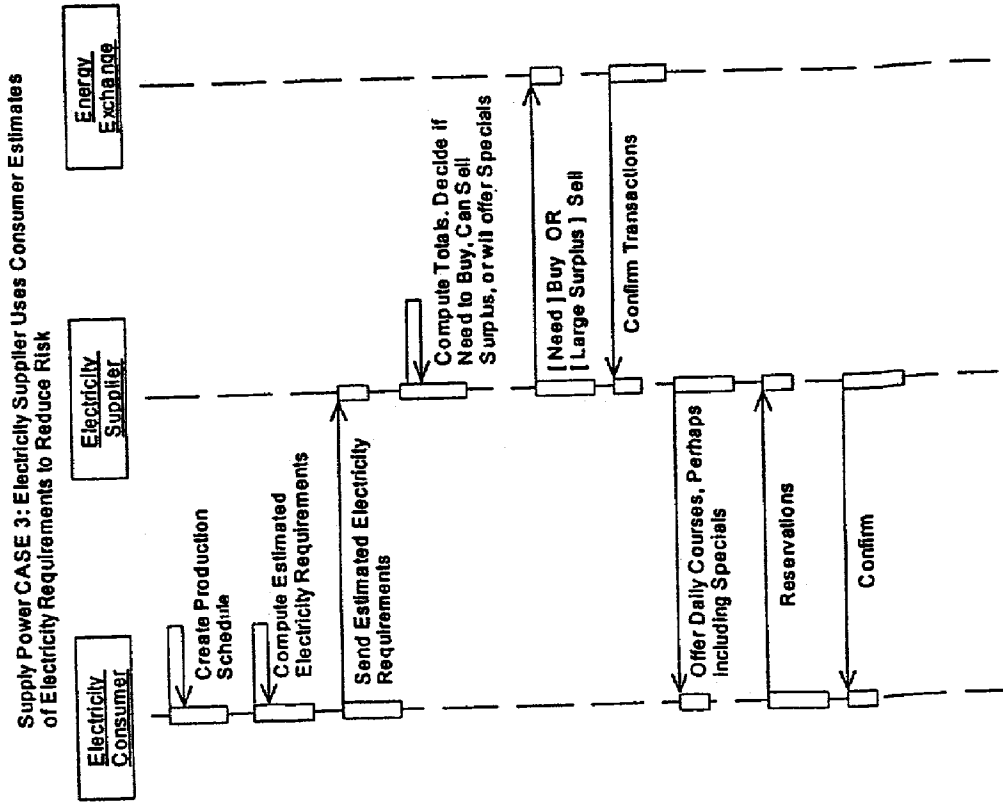 Supply Power CASE 3: Electricity Supplier Uses Consumer Estimates
of Electricity Requirements to Reduce Risk
Electricity
Consumer
Electricity
Supplier
Energy
Exchange
Create Production
Schedule
Compute Estimated
Electricity Requirements
Send Estimated Electricity
Requirements
Compute Totals. Decide if
Need to Buy, Can Sell
Surplus, or will offer Specials
[Need ] Buy OR
[Large Surplus ] Sell
Confirm Transactions
Offer Daily Courses, Perhaps
Including Specials
Reservations
Confirm